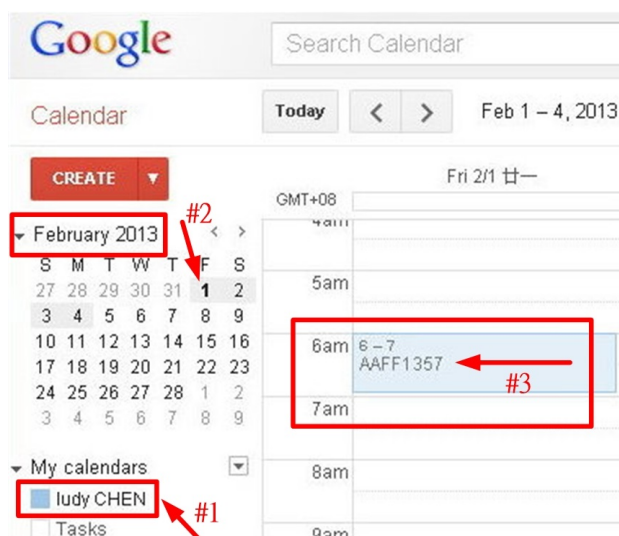 Google
Search Calendar
Calendar
Today
< >
Feb 1 – 4, 2013
CREATE
Fri 2/1 廿一
GMT+08
#2
February 2013
< >
S M T W T F S
27 28 29 30 31 1 2
3 4 5 6 7 8 9
10 11 12 13 14 15 16
17 18 19 20 21 22 23
24 25 26 27 28 1 2
3 4 5 6 7 8 9
4am
5am
6am
6 – 7
AAFF1357
#3
7am
8am
9am
My calendars
ludy CHEN
#1
Tasks